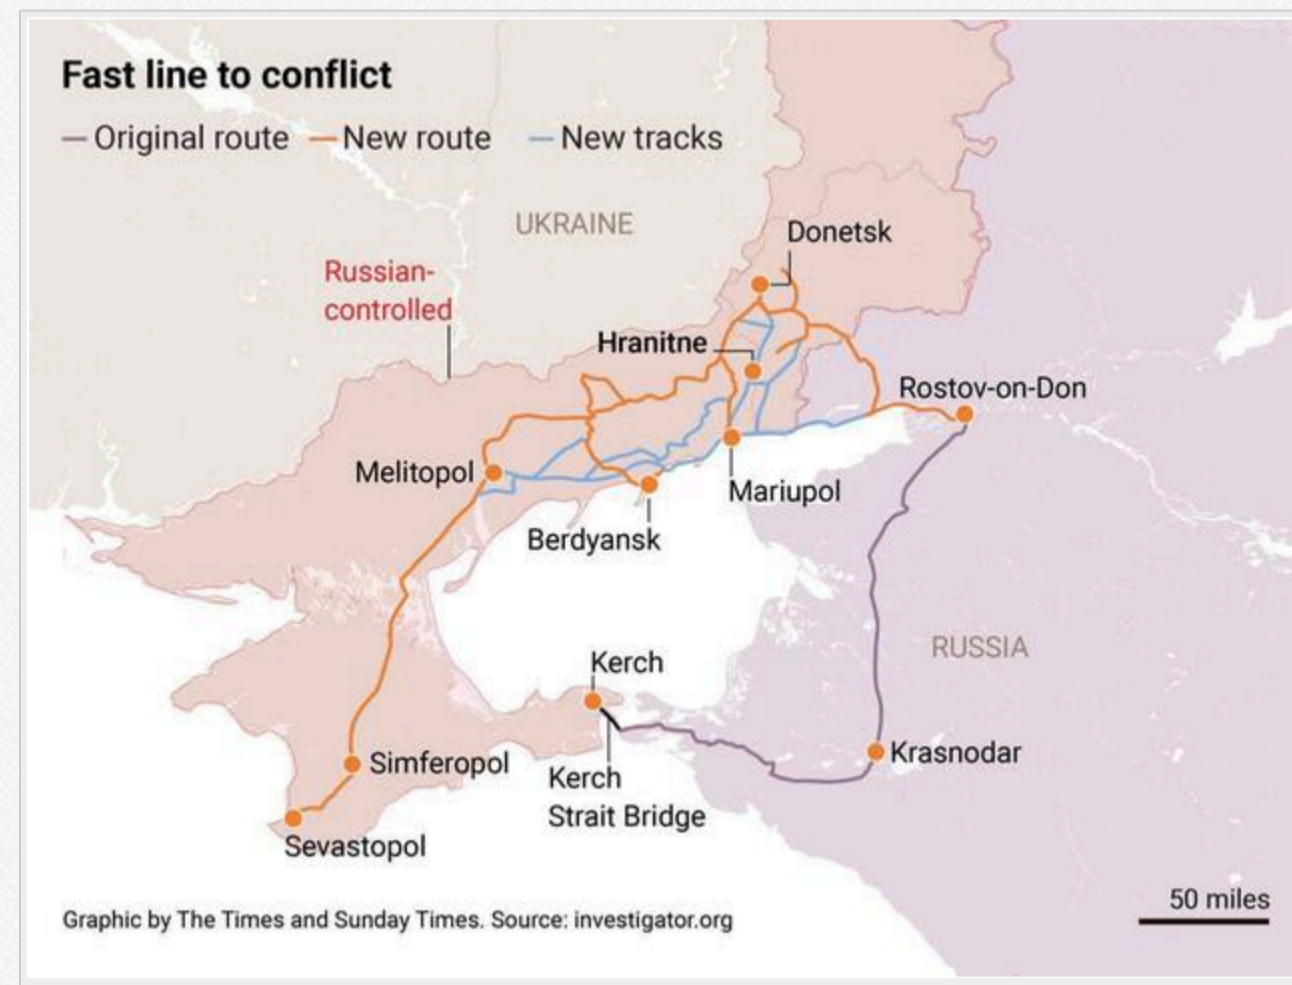 Fast line to conflict
Original route New route New tracks
UKRAINE
Donetsk
Russian-
controlled
Hranitne
Rostov-on-Don
Melitopol
Mariupol
Berdyansk
RUSSIA
Kerch
Krasnodar
Simferopol
Kerch
Strait Bridge
Sevastopol
50 miles
Graphic by The Times and Sunday Times. Source: investigator.org